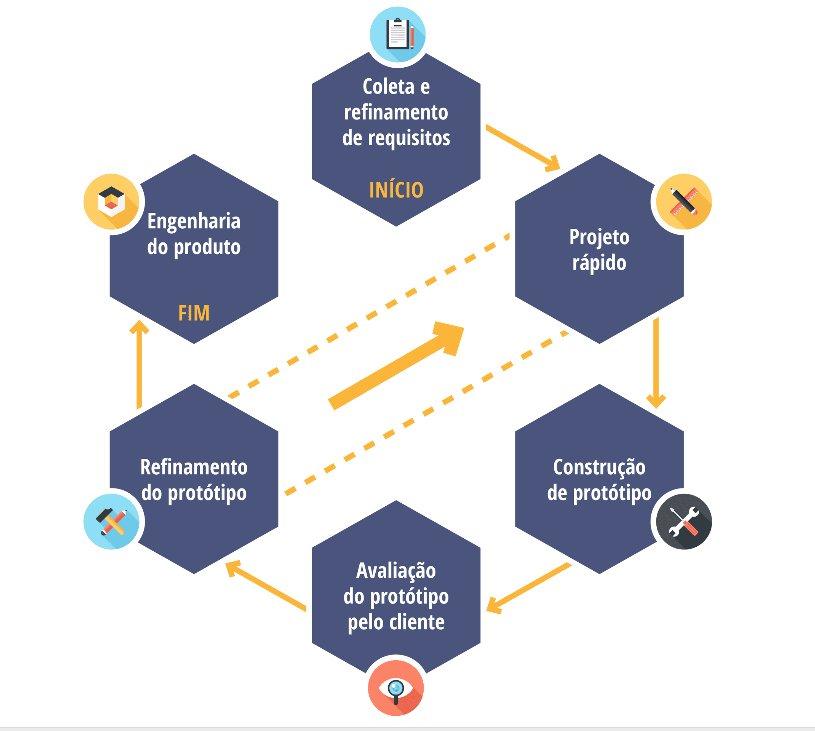 Coleta e
refinamento
de requisitos
INÍCIO
Projeto
rápido
Construção
de protótipo
Avaliação
do protótipo
pelo cliente
Refinamento
do protótipo
Engenharia
do produto
FIM